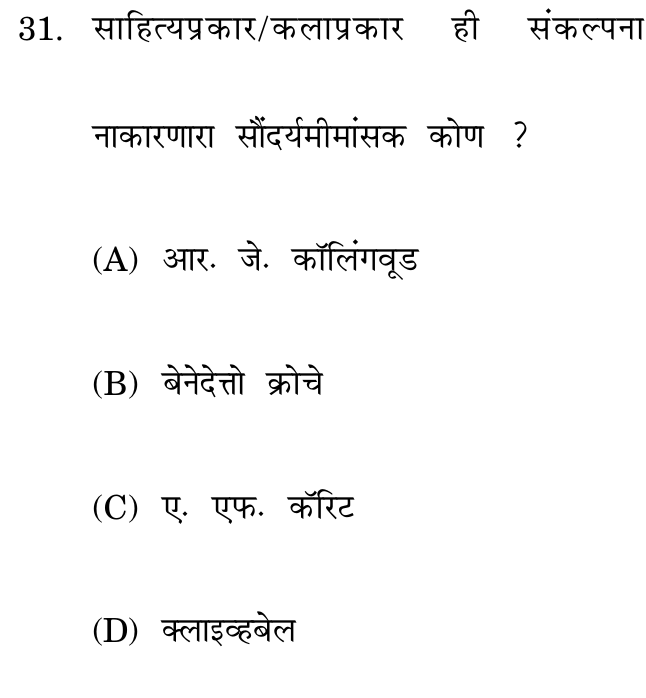 31. साहित्यप्रकार/कलाप्रकार ही संकल्पना
नाकारणारा सौंदर्यमीमांसक कोण ?
(A) आर. जे. कॉलिंगवूड
(B) बेनेदेत्तो क्रोचे
(C) ए. एफ. कॅरिट
(D) क्लाइव्हबेल